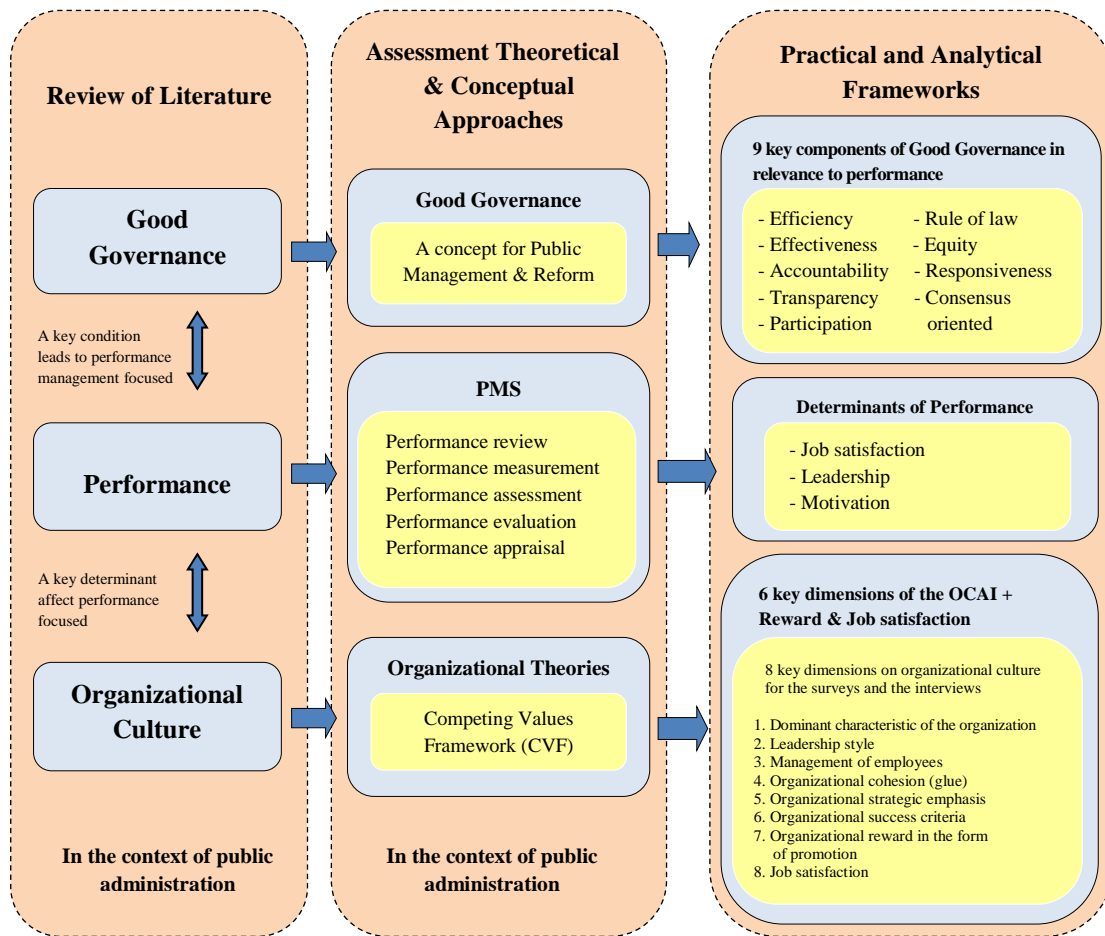 Review of Literature
Good
Governance
A key condition
leads to performance
management focused
Performance
A key determinant
affect performance
focused
Organizational
Culture
In the context of public
administration
Assessment Theoretical
& Conceptual
Approaches
Good Governance
A concept for Public
Management & Reform
PMS
Performance review
Performance measurement
Performance assessment
Performance evaluation
Performance appraisal
Organizational Theories
Competing Values
Framework (CVF)
In the context of public
administration
Practical and Analytical
Frameworks
9 key components of Good Governance in
relevance to performance
- Efficiency
- Effectiveness
- Accountability
- Transparency
- Participation
- Rule of law
- Equity
- Responsiveness
- Consensus
oriented
Determinants of Performance
- Job satisfaction
- Leadership
- Motivation
6 key dimensions of the OCAI +
Reward & Job satisfaction
8 key dimensions on organizational culture
for the surveys and the interviews
1. Dominant characteristic of the organization
2. Leadership style
3. Management of employees
4. Organizational cohesion (glue)
5. Organizational strategic emphasis
6. Organizational success criteria
7. Organizational reward in the form
of promotion
8. Job satisfaction